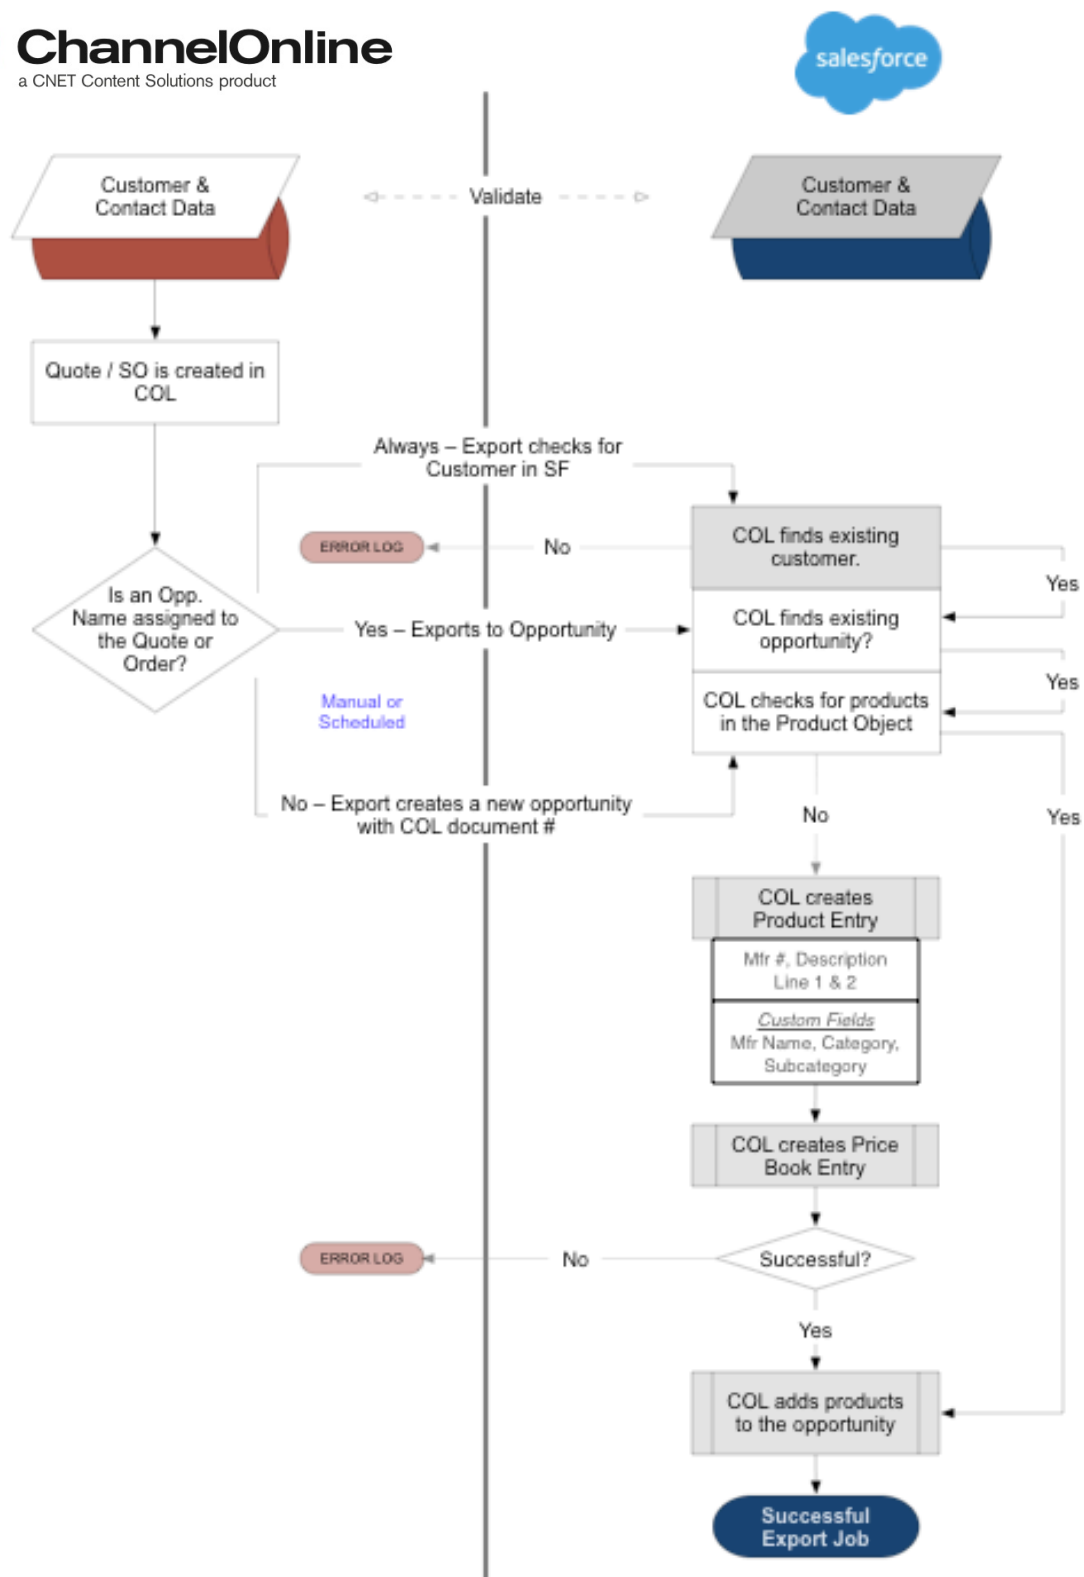 ChannelOnline
a CNET Content Solutions product
salesforce
Customer &
Contact Data
Validate
Customer &
Contact Data
Quote / SO is created in
COL
Always – Export checks for
Customer in SF
COL finds existing
customer.
ERROR LOG
No
Yes
Is an Opp.
Name assigned to
the Quote or
Order?
Yes – Exports to Opportunity
COL finds existing
opportunity?
Yes
Manual or
Scheduled
COL checks for products
in the Product Object
No – Export creates a new opportunity
with COL document #
No
Yes
COL creates
Product Entry
Mfr #, Description
Line 1 & 2
Custom Fields
Mfr Name, Category,
Subcategory
COL creates Price
Book Entry
ERROR LOG
No
Successful?
Yes
COL adds products
to the opportunity
Successful
Export Job